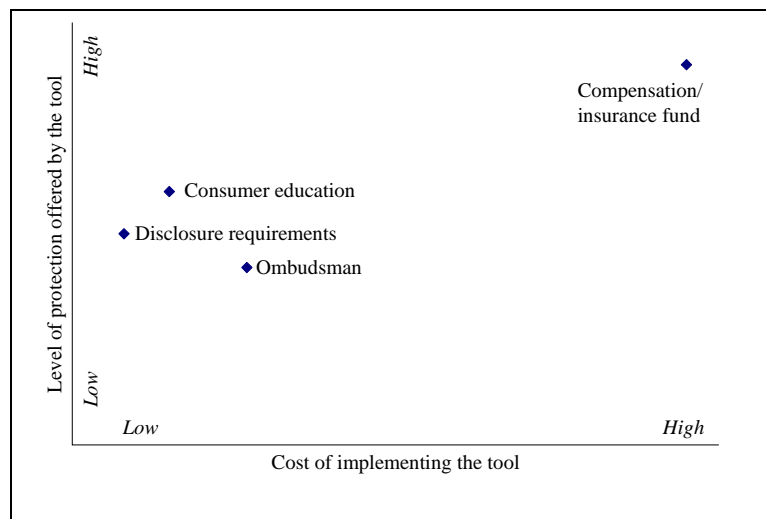 High
Level of protection offered by the tool
Low
Compensation/
insurance fund
Consumer education
Disclosure requirements
Ombudsman
Low
High
Cost of implementing the tool